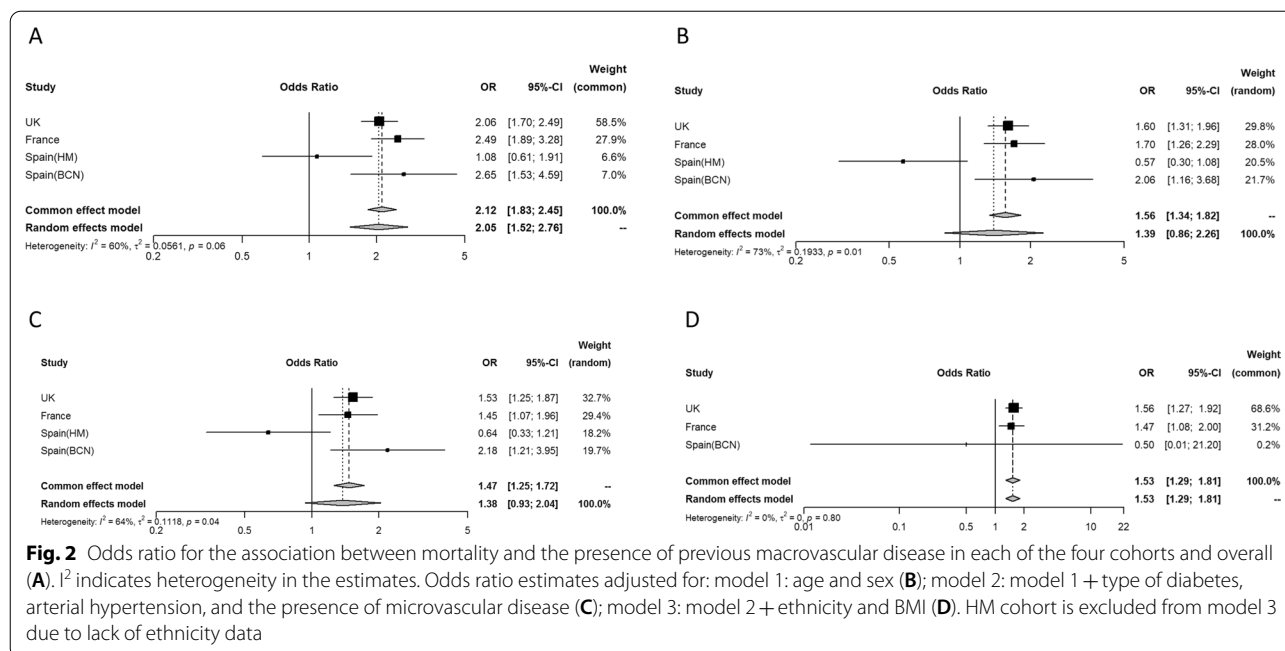 A
Study Odds Ratio OR 95%-CI Weight (common)
UK 2.06 [1.70; 2.49] 58.5%
France 2.49 [1.89; 3.28] 27.9%
Spain(HM) 1.08 [0.61; 1.91] 6.6%
Spain(BCN) 2.65 [1.53; 4.59] 7.0%
Common effect model 2.12 [1.83; 2.45] 100.0%
Random effects model 2.05 [1.52; 2.76] --
Heterogeneity: I² = 60%, τ² = 0.0561, p = 0.06
0.2 0.5 1 2 5
B
Study Odds Ratio OR 95%-CI Weight (random)
UK 1.60 [1.31; 1.96] 29.8%
France 1.70 [1.26; 2.29] 28.0%
Spain(HM) 0.57 [0.30; 1.08] 20.5%
Spain(BCN) 2.06 [1.16; 3.68] 21.7%
Common effect model 1.56 [1.34; 1.82] --
Random effects model 1.39 [0.86; 2.26] 100.0%
Heterogeneity: I² = 73%, τ² = 0.1933, p = 0.01
0.2 0.5 1 2 5
C
Study Odds Ratio OR 95%-CI Weight (random)
UK 1.53 [1.25; 1.87] 32.7%
France 1.45 [1.07; 1.96] 29.4%
Spain(HM) 0.64 [0.33; 1.21] 18.2%
Spain(BCN) 2.18 [1.21; 3.95] 19.7%
Common effect model 1.47 [1.25; 1.72] --
Random effects model 1.38 [0.93; 2.04] 100.0%
Heterogeneity: I² = 64%, τ² = 0.1118, p = 0.04
0.2 0.5 1 2 5
D
Study Odds Ratio OR 95%-CI Weight (common)
UK 1.56 [1.27; 1.92] 68.6%
France 1.47 [1.08; 2.00] 31.2%
Spain(BCN) 0.50 [0.01; 21.20] 0.2%
Common effect model 1.53 [1.29; 1.81] 100.0%
Random effects model 1.53 [1.29; 1.81] --
Heterogeneity: I² = 0%, τ² = 0, p = 0.80
0.01 0.1 0.5 1 2 10 22
Fig. 2 Odds ratio for the association between mortality and the presence of previous macrovascular disease in each of the four cohorts and overall
(A). I² indicates heterogeneity in the estimates. Odds ratio estimates adjusted for: model 1: age and sex (B); model 2: model 1 + type of diabetes,
arterial hypertension, and the presence of microvascular disease (C); model 3: model 2 + ethnicity and BMI (D). HM cohort is excluded from model 3
due to lack of ethnicity data